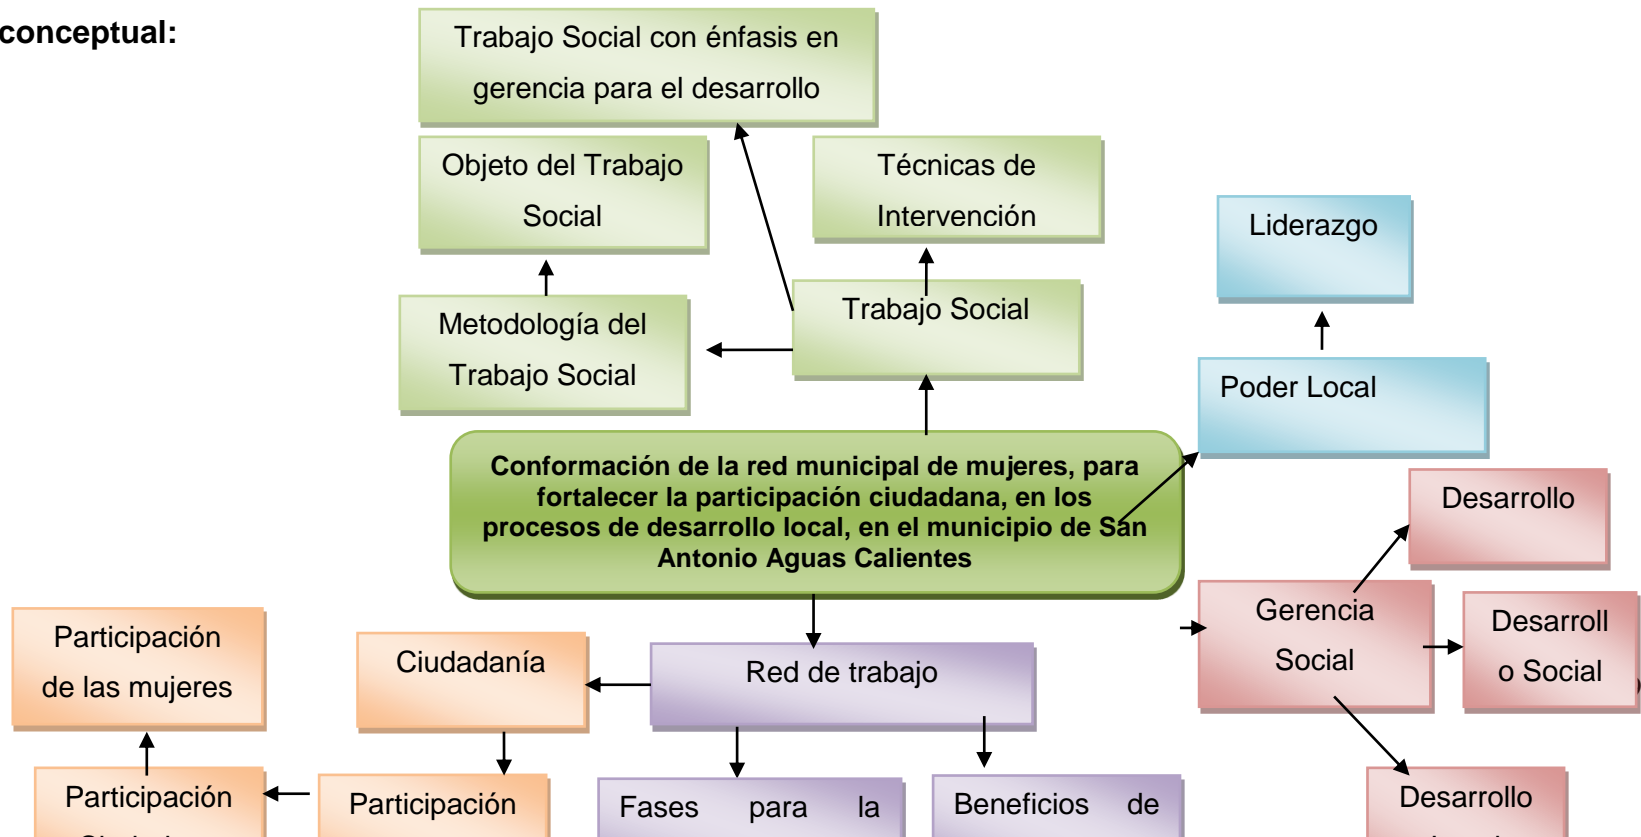 conceptual:
Trabajo Social con énfasis en
gerencia para el desarrollo
Objeto del Trabajo
Social
Técnicas de
Intervención
Liderazgo
Metodología del
Trabajo Social
Trabajo Social
Poder Local
Conformación de la red municipal de mujeres, para
fortalecer la participación ciudadana, en los
procesos de desarrollo local, en el municipio de San
Antonio Aguas Calientes
Desarrollo
Gerencia
Social
Desarroll
o Social
Participación
de las mujeres
Ciudadanía
Red de trabajo
Participación
Participación
Fases para la
Beneficios de
Desarrollo